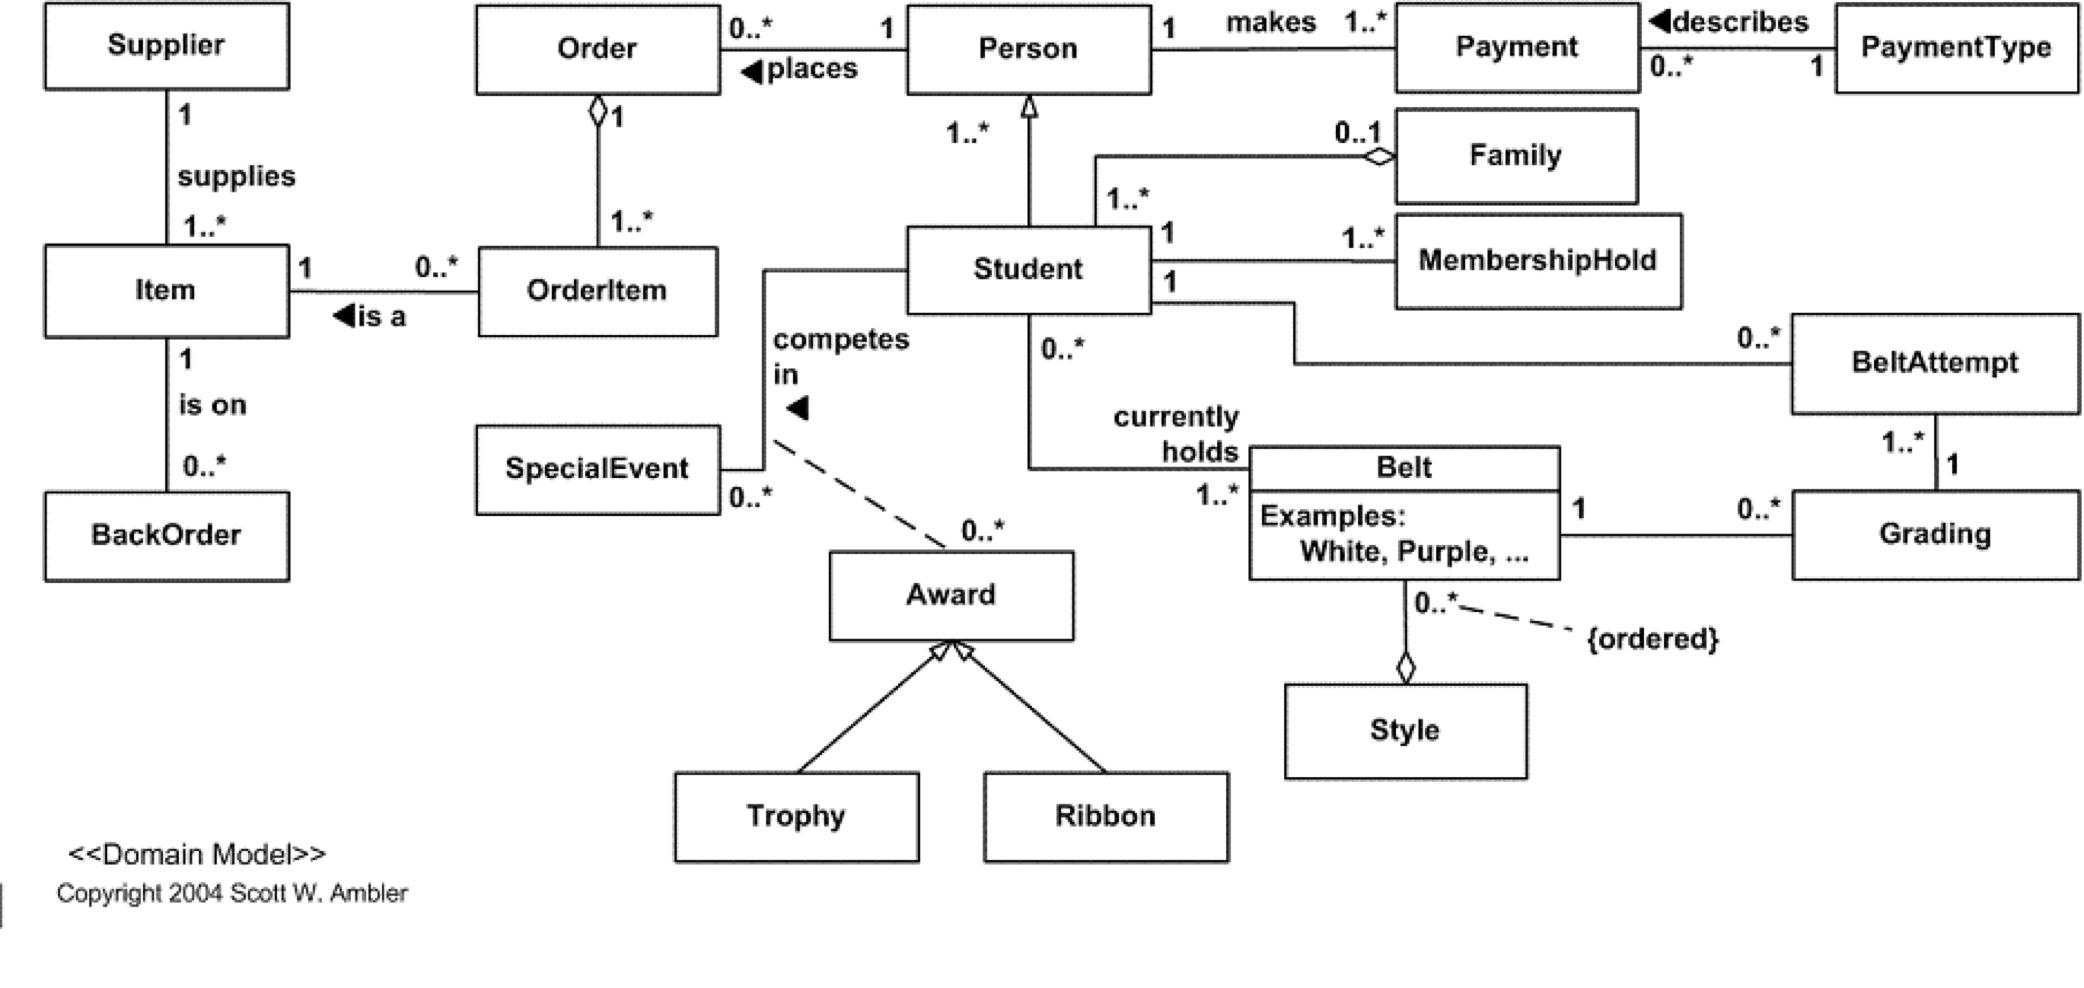 Supplier
Order
0..*
1
places
Person
1
makes
1..*
Payment
describes
0..*
1
PaymentType
1
supplies
1..*
1
1..*
1..*
0..1
Family
1..*
Item
1
0..*
is a
OrderItem
Student
1
1..*
MembershipHold
1
0..*
BeltAttempt
1
is on
0..*
BackOrder
competes
in
SpecialEvent
0..*
0..*
currently
holds
1..*
Belt
Examples:
White, Purple, ...
1
0..*
1..*
1
Grading
0..*
Award
0..*
{ordered}
Style
Trophy
Ribbon
<<Domain Model>>
Copyright 2004 Scott W. Ambler